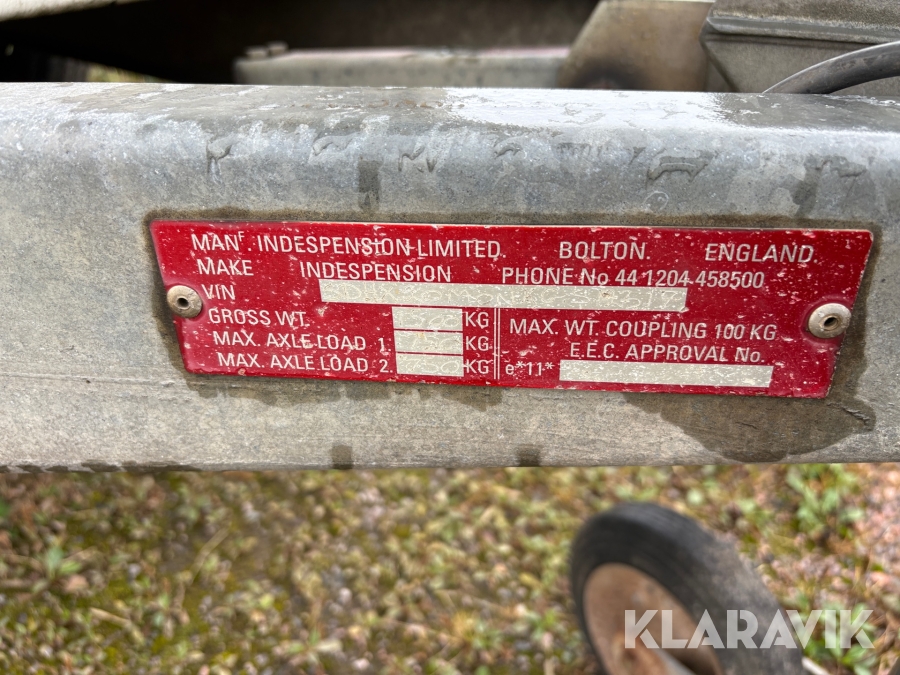 MANF. INDESPENSION LIMITED BOLTON. ENGLAND.
MAKE INDESPENSION PHONE No 44 1204 458500
VIN
GROSS WT. KG
MAX. AXLE LOAD 1. KG
MAX. AXLE LOAD 2. KG
MAX. WT. COUPLING 100 KG
E.E.C. APPROVAL No.
e*11*
KLARAVIK